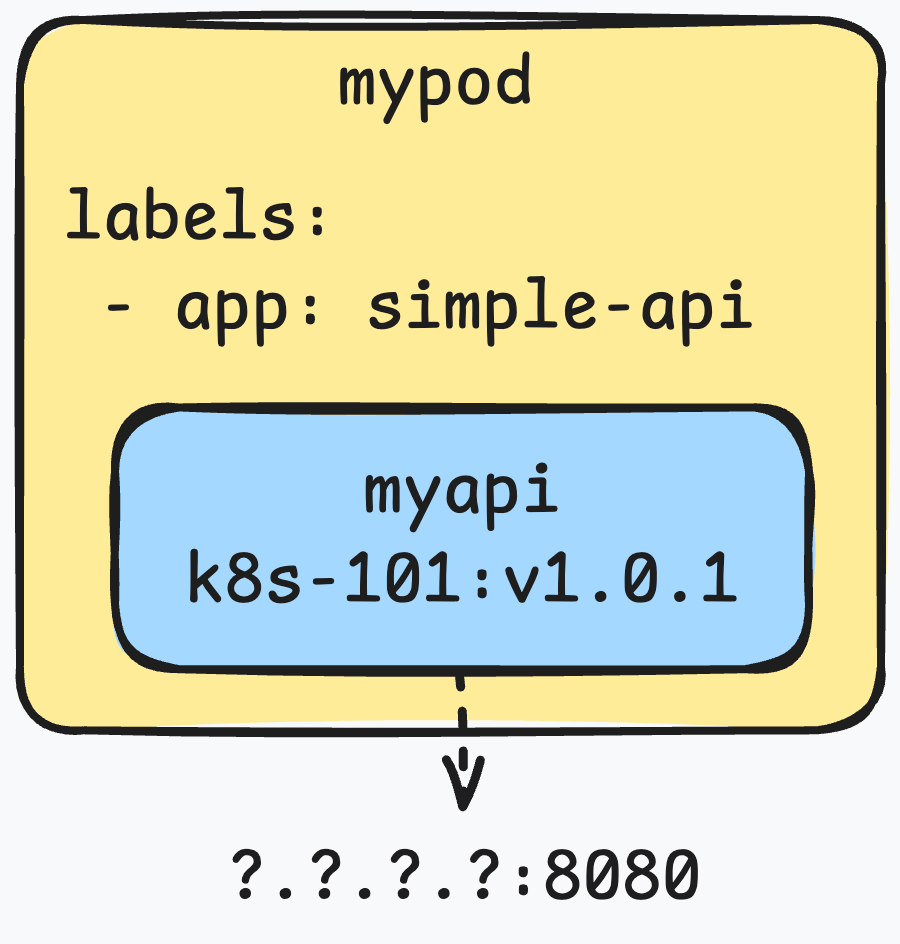 mypod
labels:
- app: simple-api
myapi
k8s-101:v1.0.1
?.?.?.?:8080